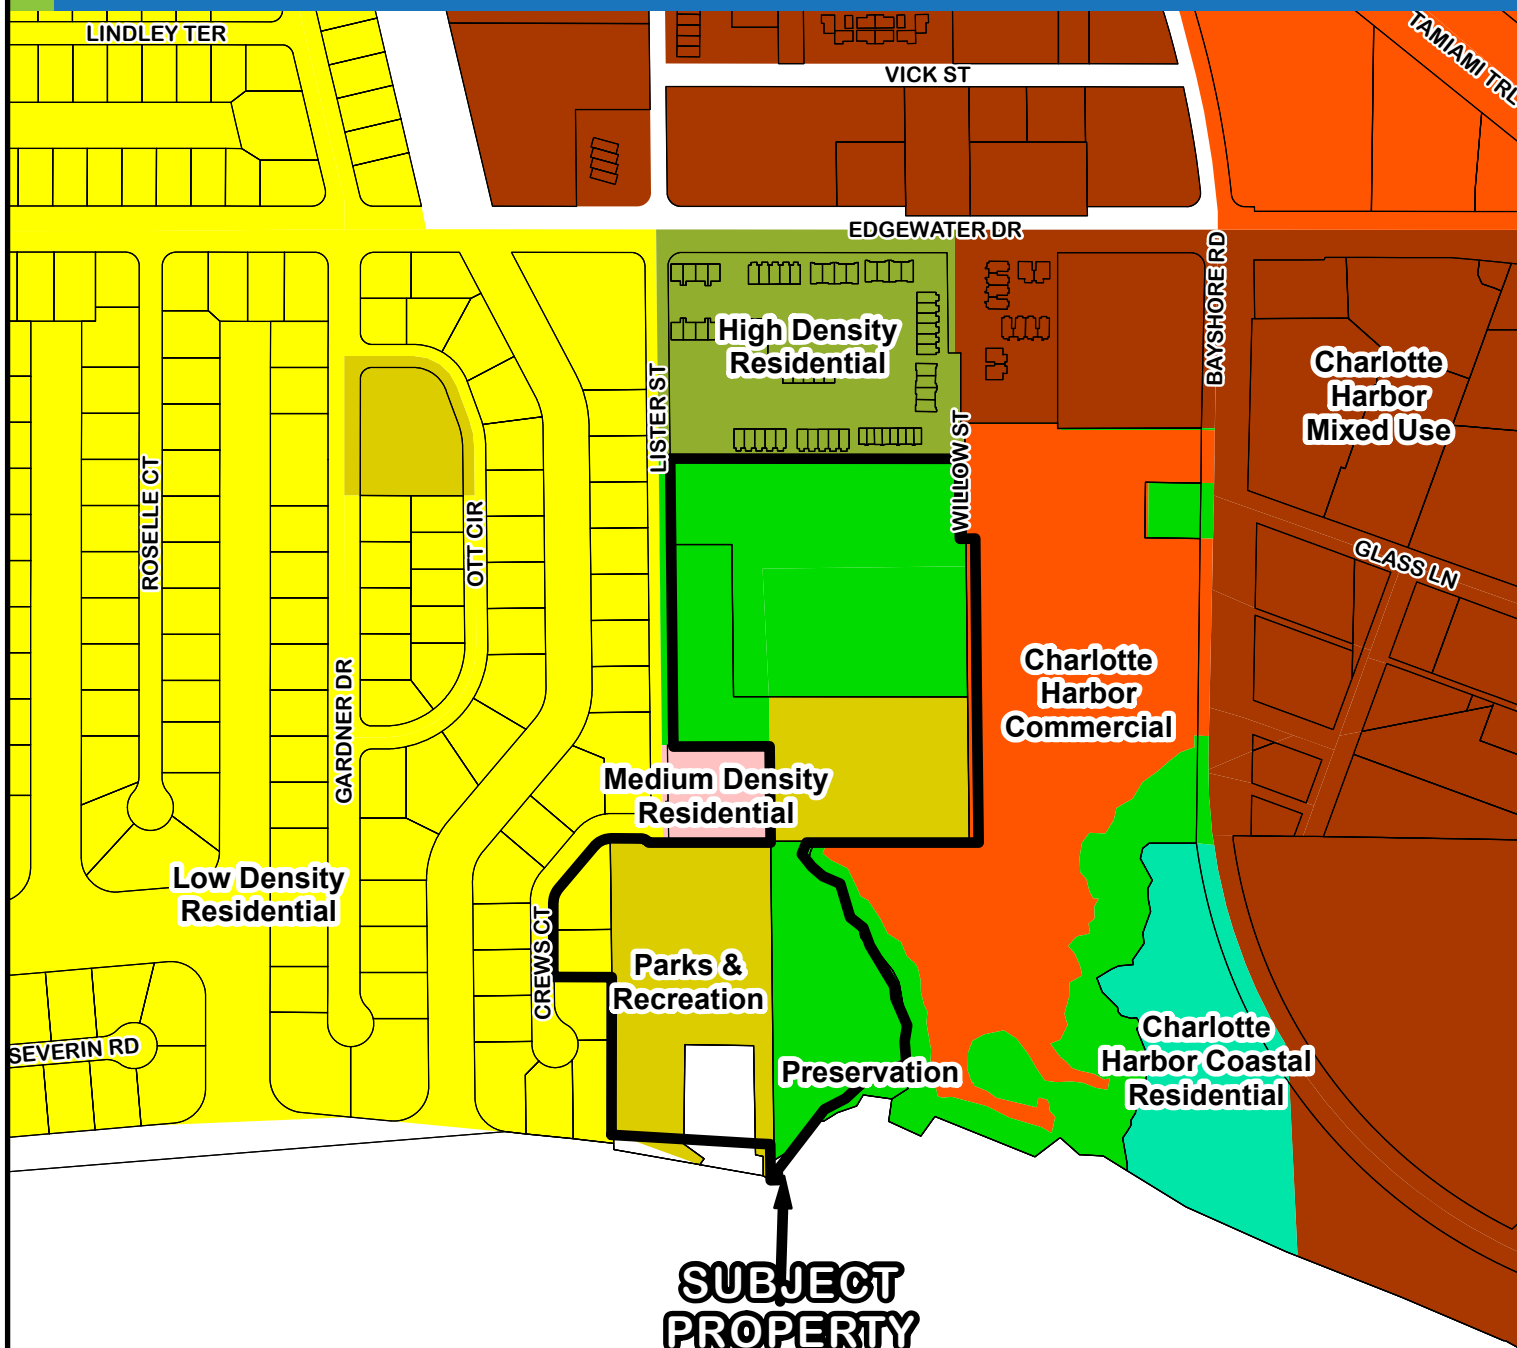 LINDLEY TER
TAMIAMI TRL
VICK ST
EDGEWATER DR
BAYSHORE RD
High Density
Residential
Charlotte
Harbor
Mixed Use
LISTER ST
WILLOW ST
ROSELLE CT
OTT CIR
GLASS LN
GARDNER DR
Charlotte
Harbor
Commercial
Medium Density
Residential
Low Density
Residential
CREWS CT
Parks &
Recreation
SEVERIN RD
Preservation
Charlotte
Harbor Coastal
Residential
SUBJECT
PROPERTY